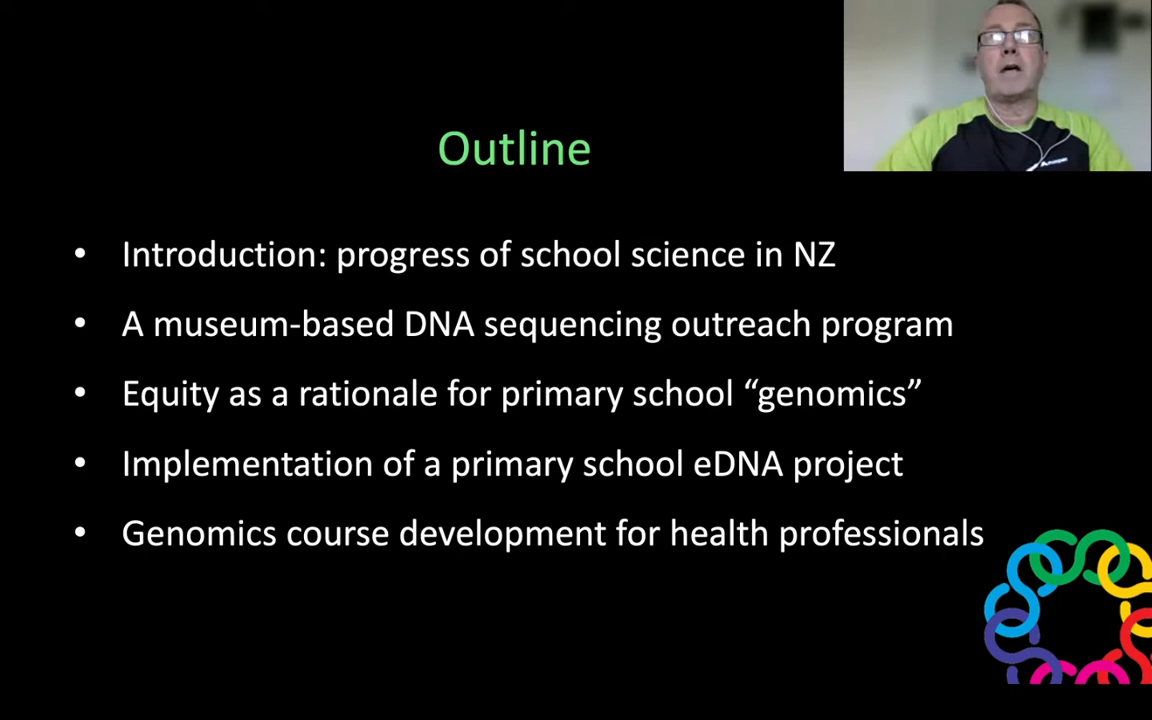 Outline
• Introduction: progress of school science in NZ
• A museum-based DNA sequencing outreach program
• Equity as a rationale for primary school “genomics”
• Implementation of a primary school eDNA project
• Genomics course development for health professionals